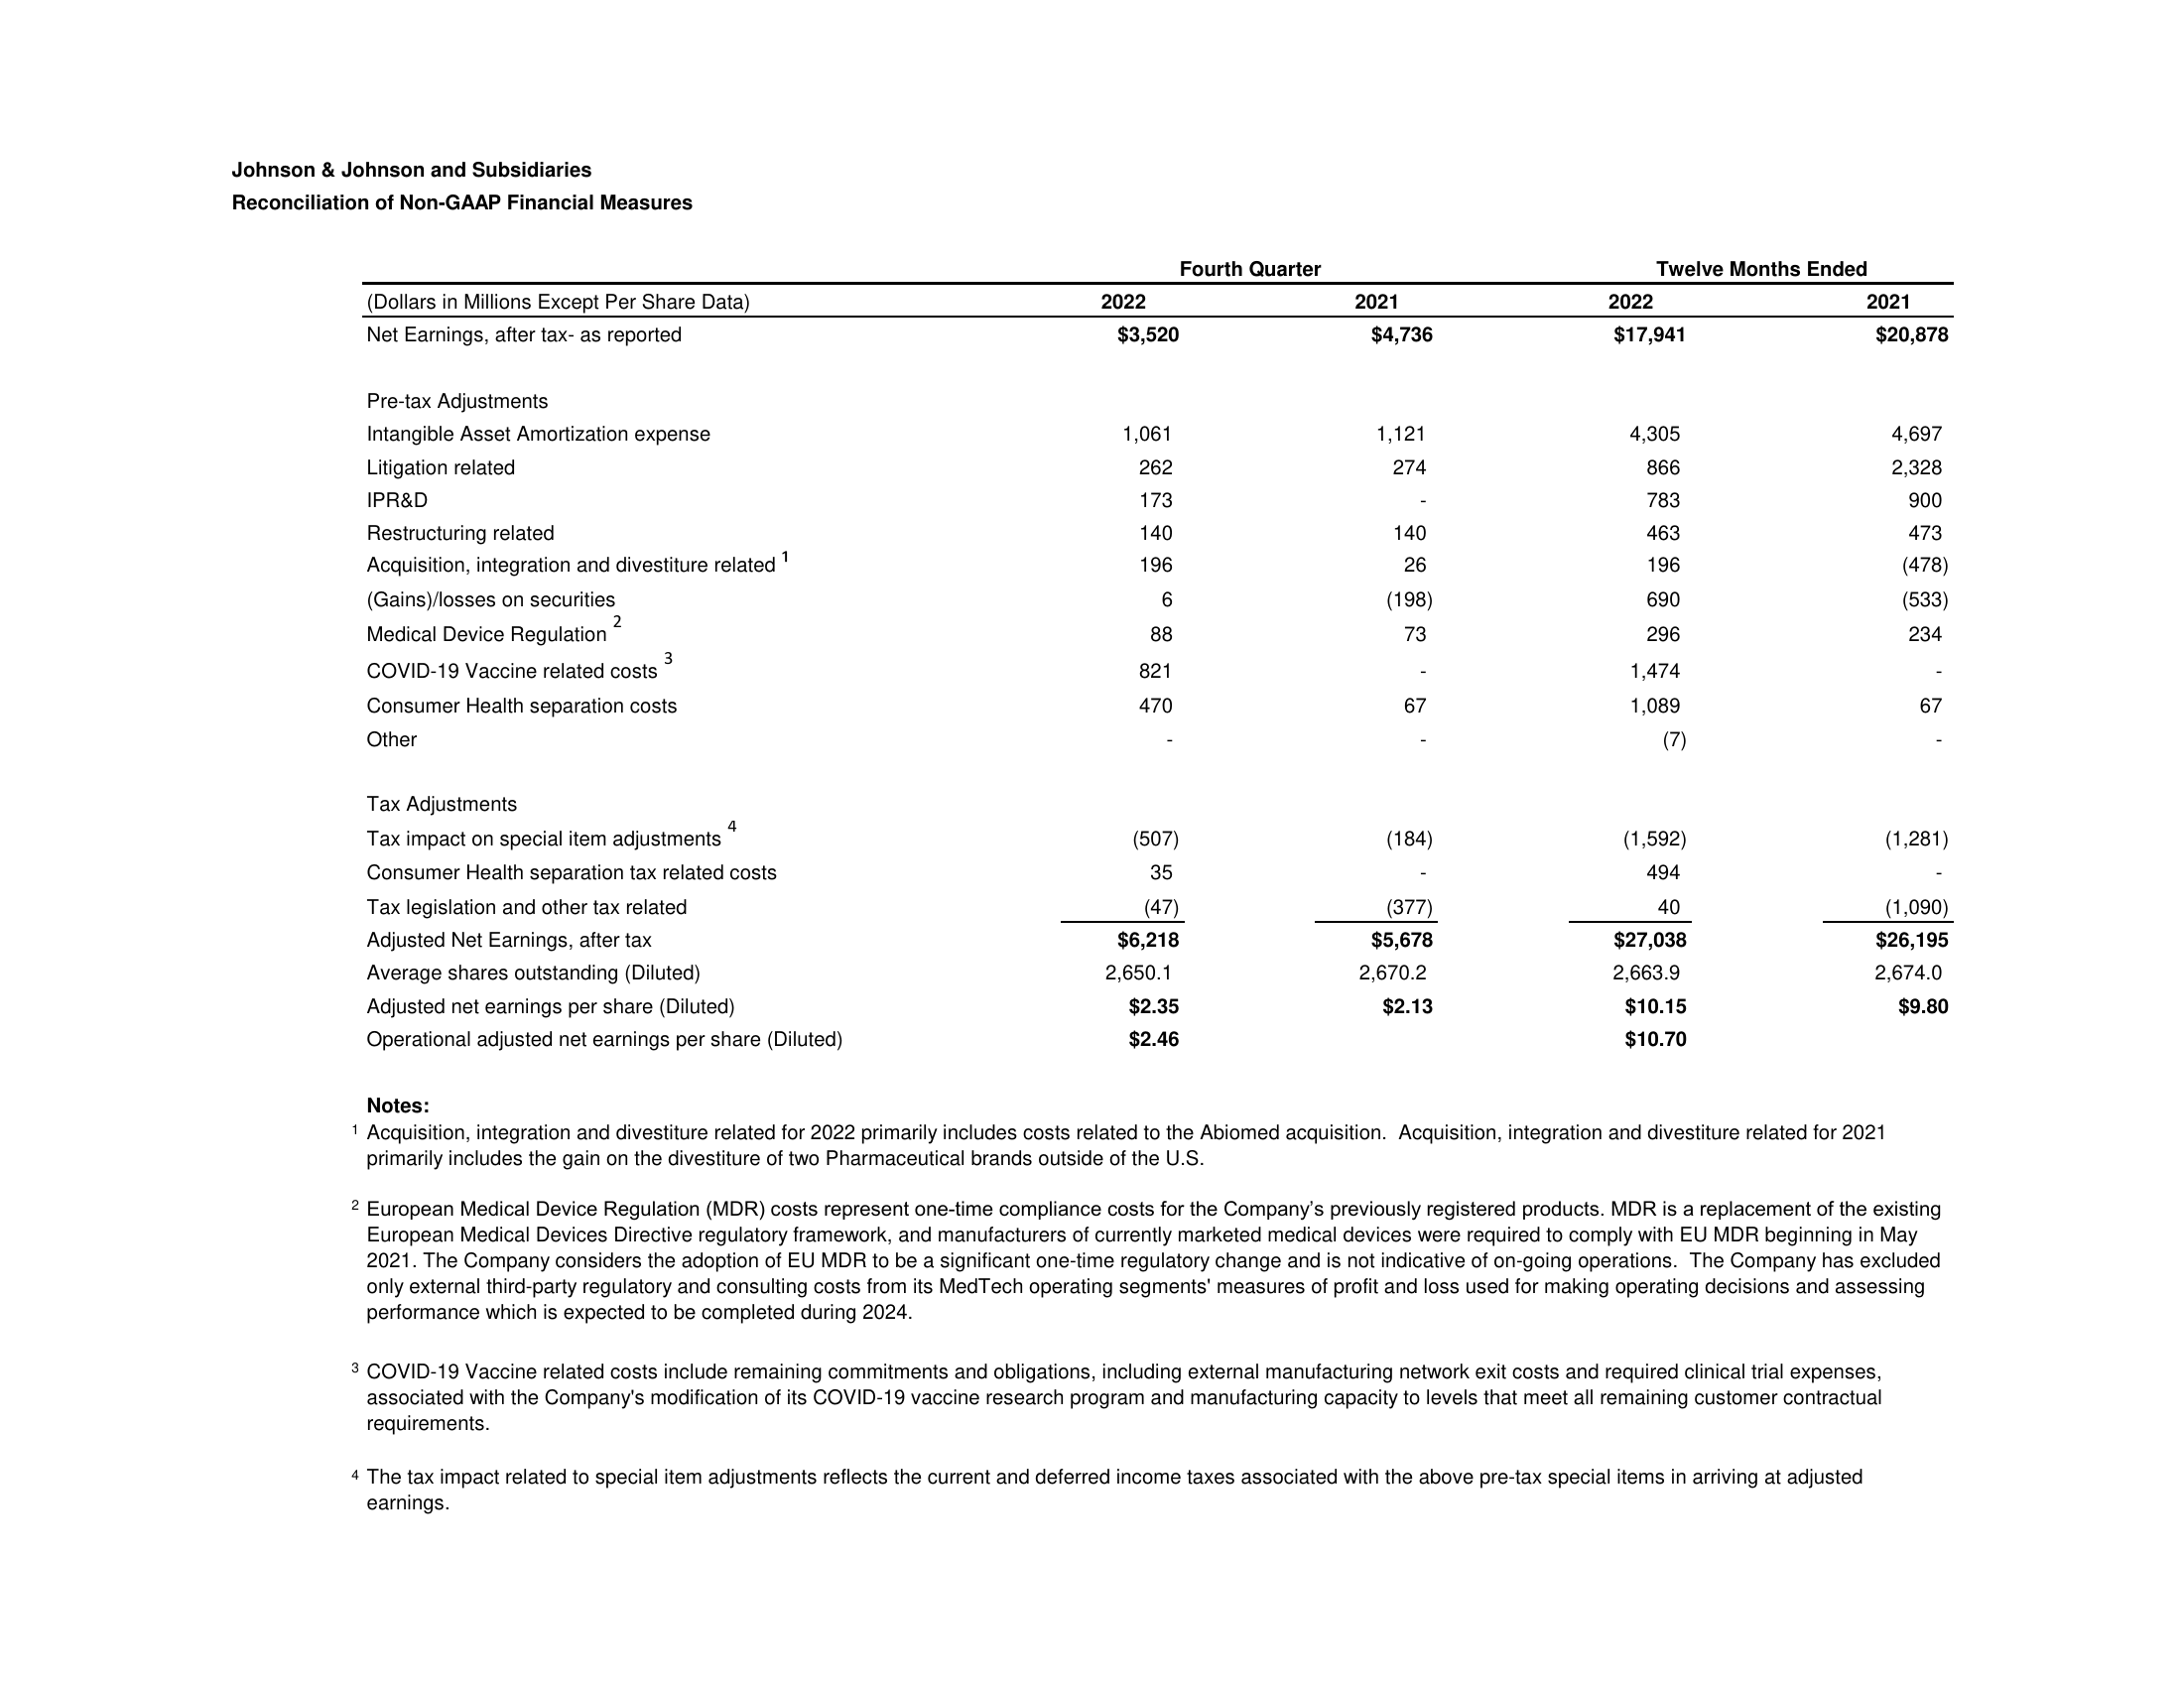 Johnson & Johnson and Subsidiaries
Reconciliation of Non-GAAP Financial Measures
Fourth Quarter Twelve Months Ended
(Dollars in Millions Except Per Share Data) 2022 2021 2022 2021
Net Earnings, after tax- as reported $3,520 $4,736 $17,941 $20,878
Pre-tax Adjustments
Intangible Asset Amortization expense 1,061 1,121 4,305 4,697
Litigation related 262 274 866 2,328
IPR&D 173 - 783 900
Restructuring related 140 140 463 473
Acquisition, integration and divestiture related 1 196 26 196 (478)
(Gains)/losses on securities 6 (198) 690 (533)
Medical Device Regulation 2 88 73 296 234
COVID-19 Vaccine related costs 3 821 - 1,474 -
Consumer Health separation costs 470 67 1,089 67
Other - - (7) -
Tax Adjustments
Tax impact on special item adjustments 4 (507) (184) (1,592) (1,281)
Consumer Health separation tax related costs 35 - 494 -
Tax legislation and other tax related (47) (377) 40 (1,090)
Adjusted Net Earnings, after tax $6,218 $5,678 $27,038 $26,195
Average shares outstanding (Diluted) 2,650.1 2,670.2 2,663.9 2,674.0
Adjusted net earnings per share (Diluted) $2.35 $2.13 $10.15 $9.80
Operational adjusted net earnings per share (Diluted) $2.46 $10.70
Notes:
1 Acquisition, integration and divestiture related for 2022 primarily includes costs related to the Abiomed acquisition.  Acquisition, integration and divestiture related for 2021
primarily includes the gain on the divestiture of two Pharmaceutical brands outside of the U.S.
2 European Medical Device Regulation (MDR) costs represent one-time compliance costs for the Company’s previously registered products. MDR is a replacement of the existing
European Medical Devices Directive regulatory framework, and manufacturers of currently marketed medical devices were required to comply with EU MDR beginning in May
2021. The Company considers the adoption of EU MDR to be a significant one-time regulatory change and is not indicative of on-going operations.  The Company has excluded
only external third-party regulatory and consulting costs from its MedTech operating segments' measures of profit and loss used for making operating decisions and assessing
performance which is expected to be completed during 2024.
3 COVID-19 Vaccine related costs include remaining commitments and obligations, including external manufacturing network exit costs and required clinical trial expenses,
associated with the Company's modification of its COVID-19 vaccine research program and manufacturing capacity to levels that meet all remaining customer contractual
requirements.
4 The tax impact related to special item adjustments reflects the current and deferred income taxes associated with the above pre-tax special items in arriving at adjusted
earnings.